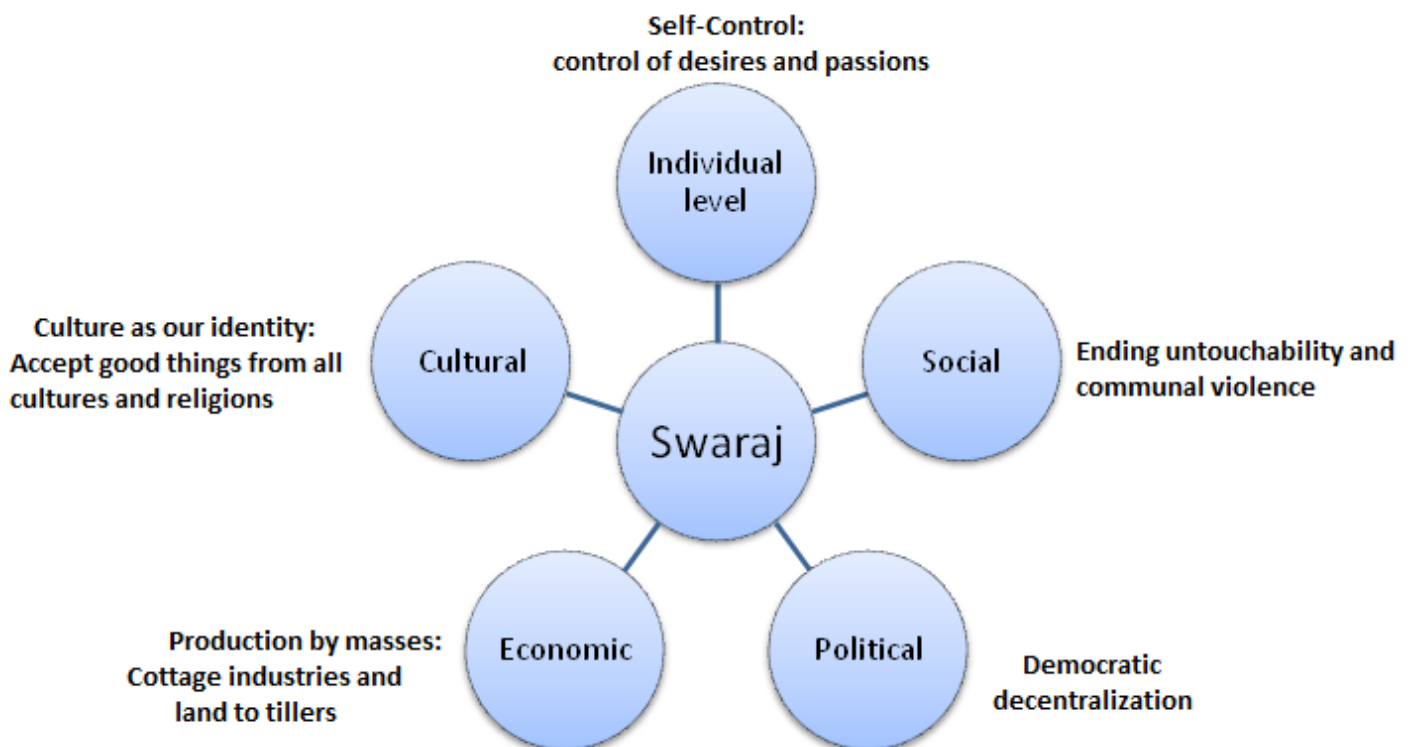 Self-Control:
control of desires and passions
Individual
level
Culture as our identity:
Accept good things from all
cultures and religions
Cultural
Social
Ending untouchability and
communal violence
Swaraj
Production by masses:
Cottage industries and
land to tillers
Economic
Political
Democratic
decentralization